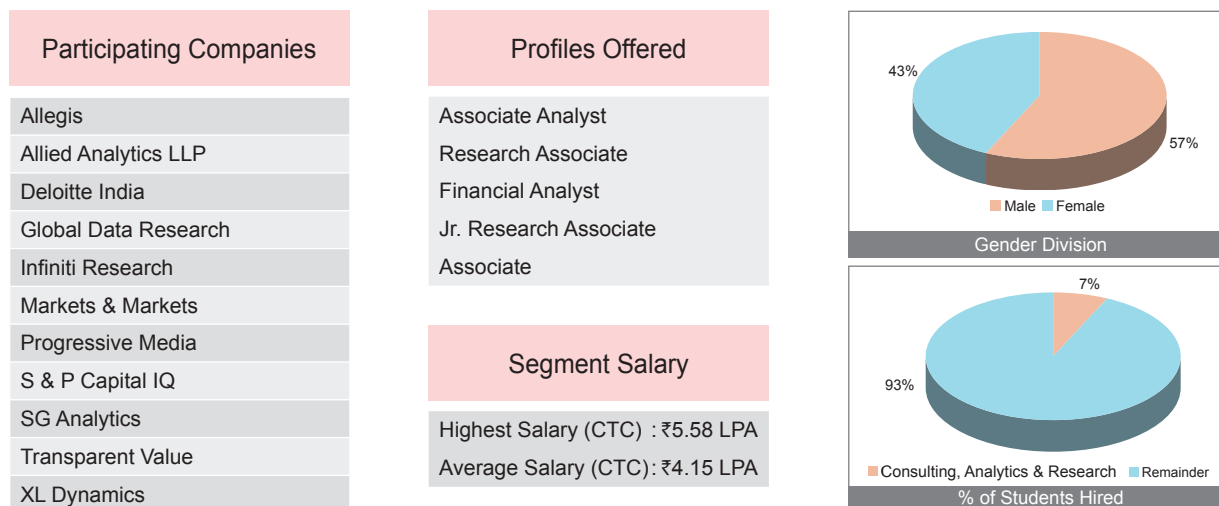 Participating Companies
Allegis
Allied Analytics LLP
Deloitte India
Global Data Research
Infiniti Research
Markets & Markets
Progressive Media
S & P Capital IQ
SG Analytics
Transparent Value
XL Dynamics
Profiles Offered
Associate Analyst
Research Associate
Financial Analyst
Jr. Research Associate
Associate
Segment Salary
Highest Salary (CTC) : ₹5.58 LPA
Average Salary (CTC) : ₹4.15 LPA
43%
57%
Male Female
Gender Division
7%
93%
Consulting, Analytics & Research Remainder
% of Students Hired